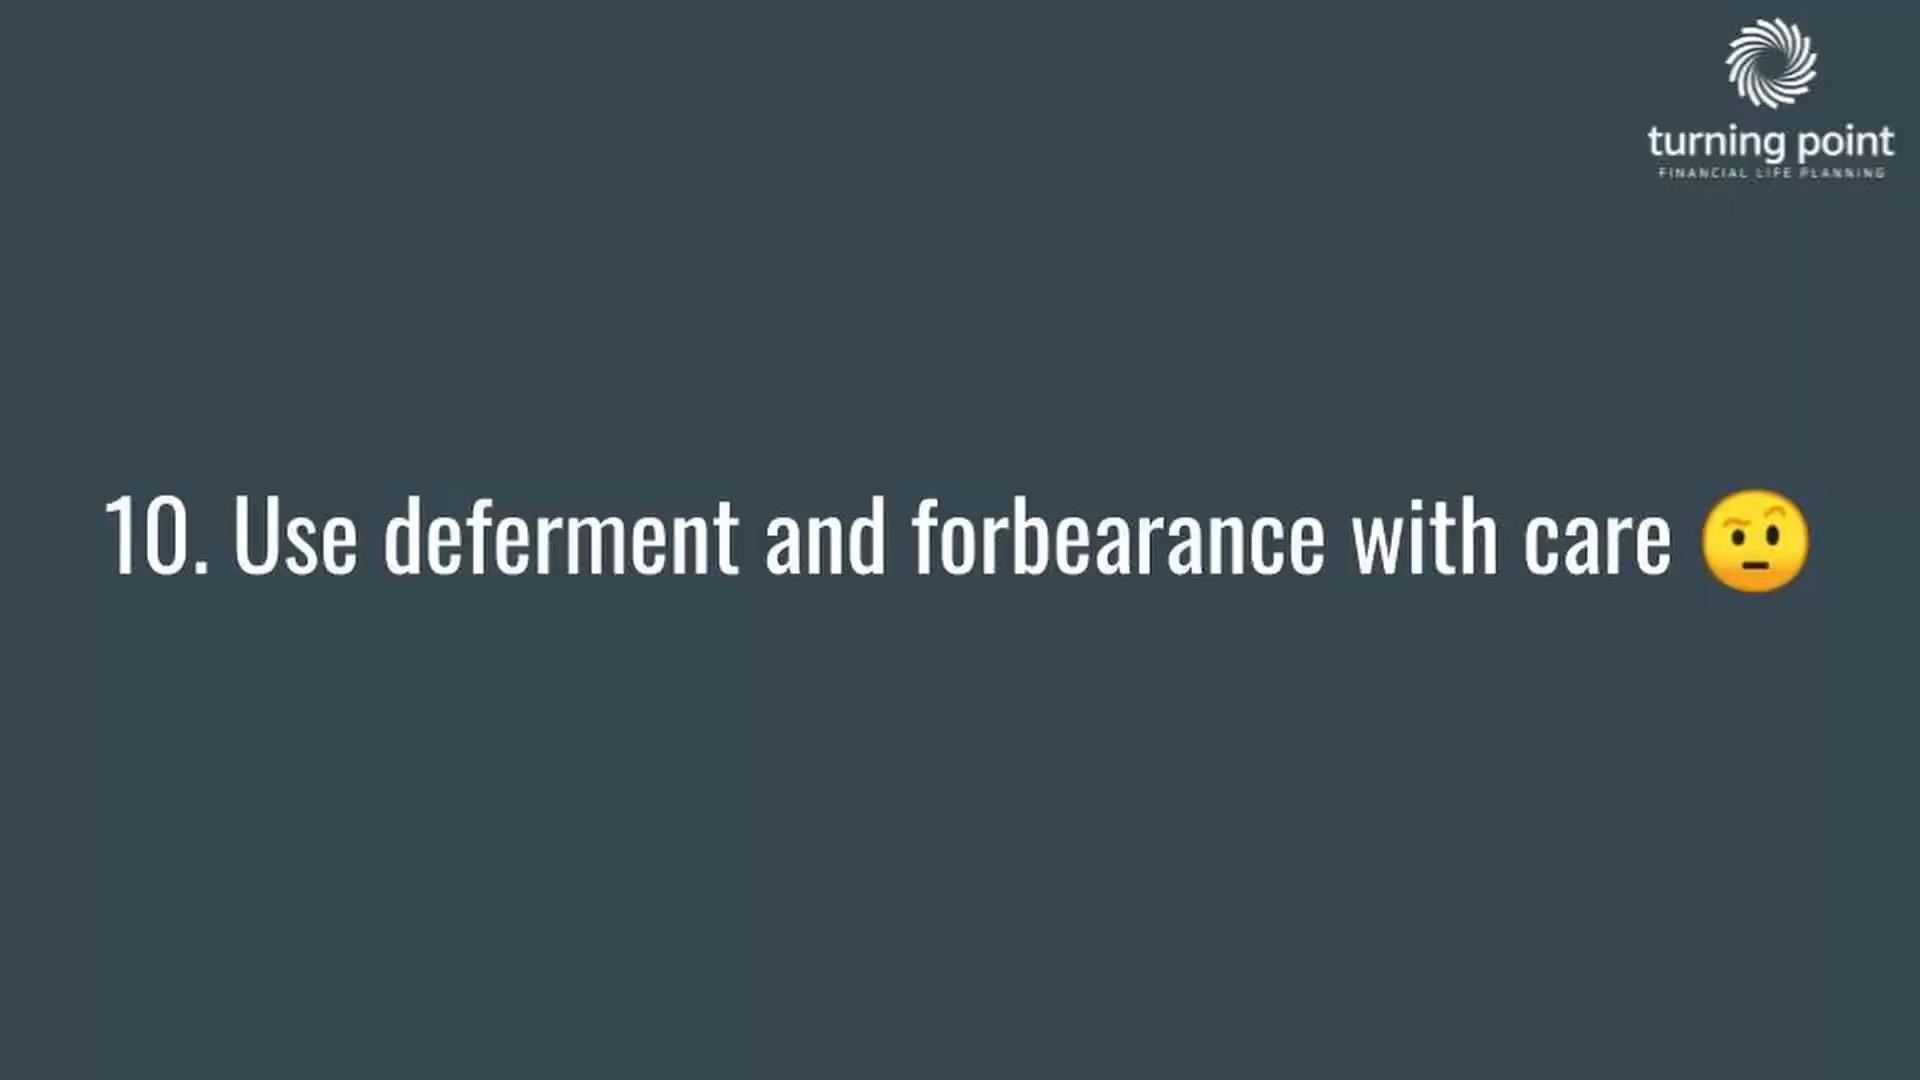 turning point
FINANCIAL LIFE PLANNING
10. Use deferment and forbearance with care 🤨